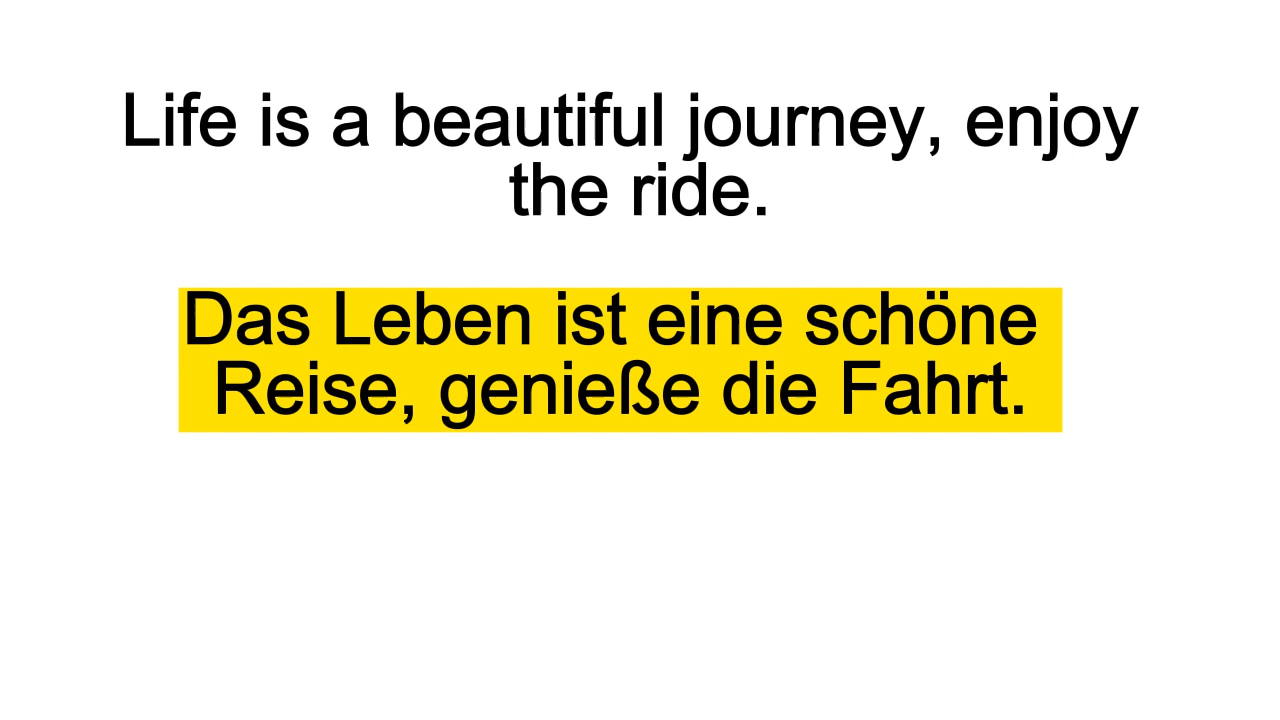 Life is a beautiful journey, enjoy
the ride.
Das Leben ist eine schöne
Reise, genieße die Fahrt.